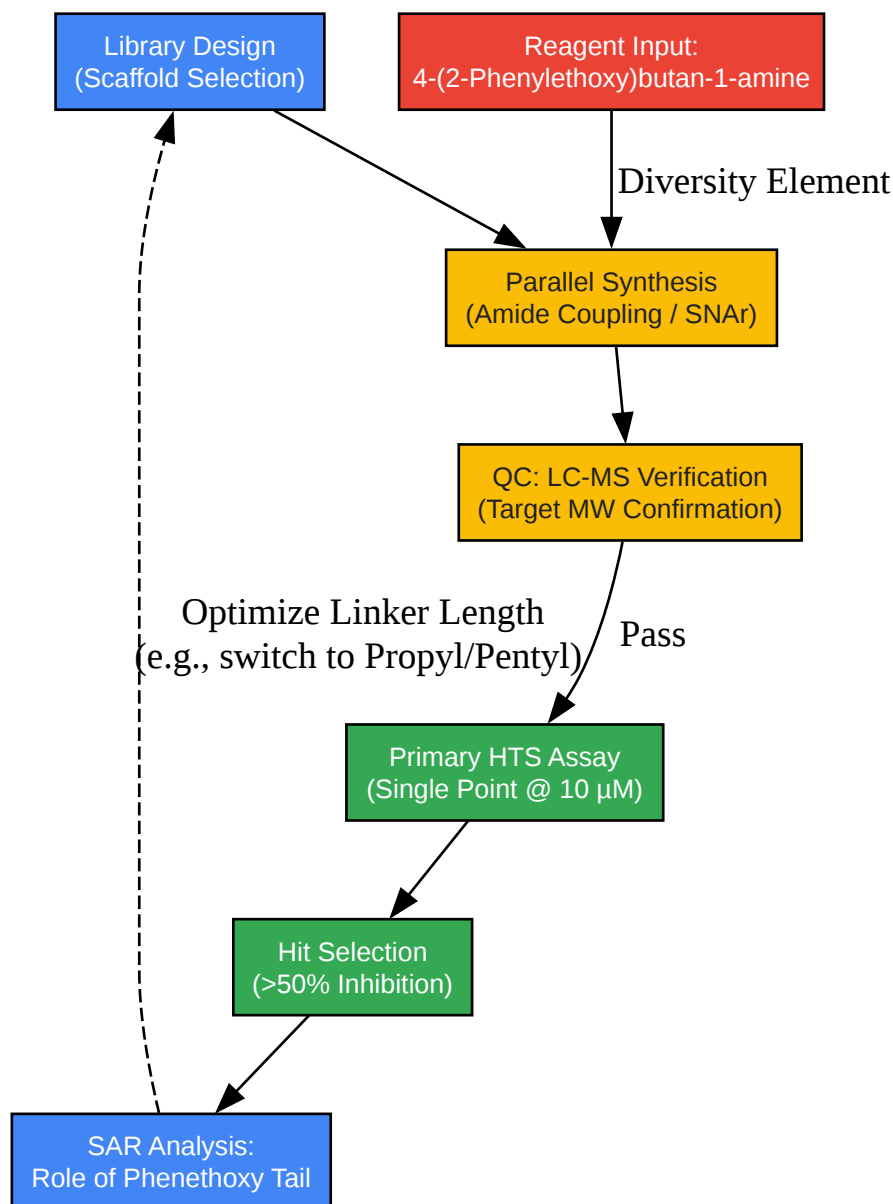 Library Design
(Scaffold Selection)
Reagent Input:
4-(2-Phenylethoxy)butan-1-amine
Diversity Element
Parallel Synthesis
(Amide Coupling / SNAr)
QC: LC-MS Verification
(Target MW Confirmation)
Optimize Linker Length
(e.g., switch to Propyl/Pentyl)
Pass
Primary HTS Assay
(Single Point @ 10 µM)
Hit Selection
(>50% Inhibition)
SAR Analysis:
Role of Phenethoxy Tail